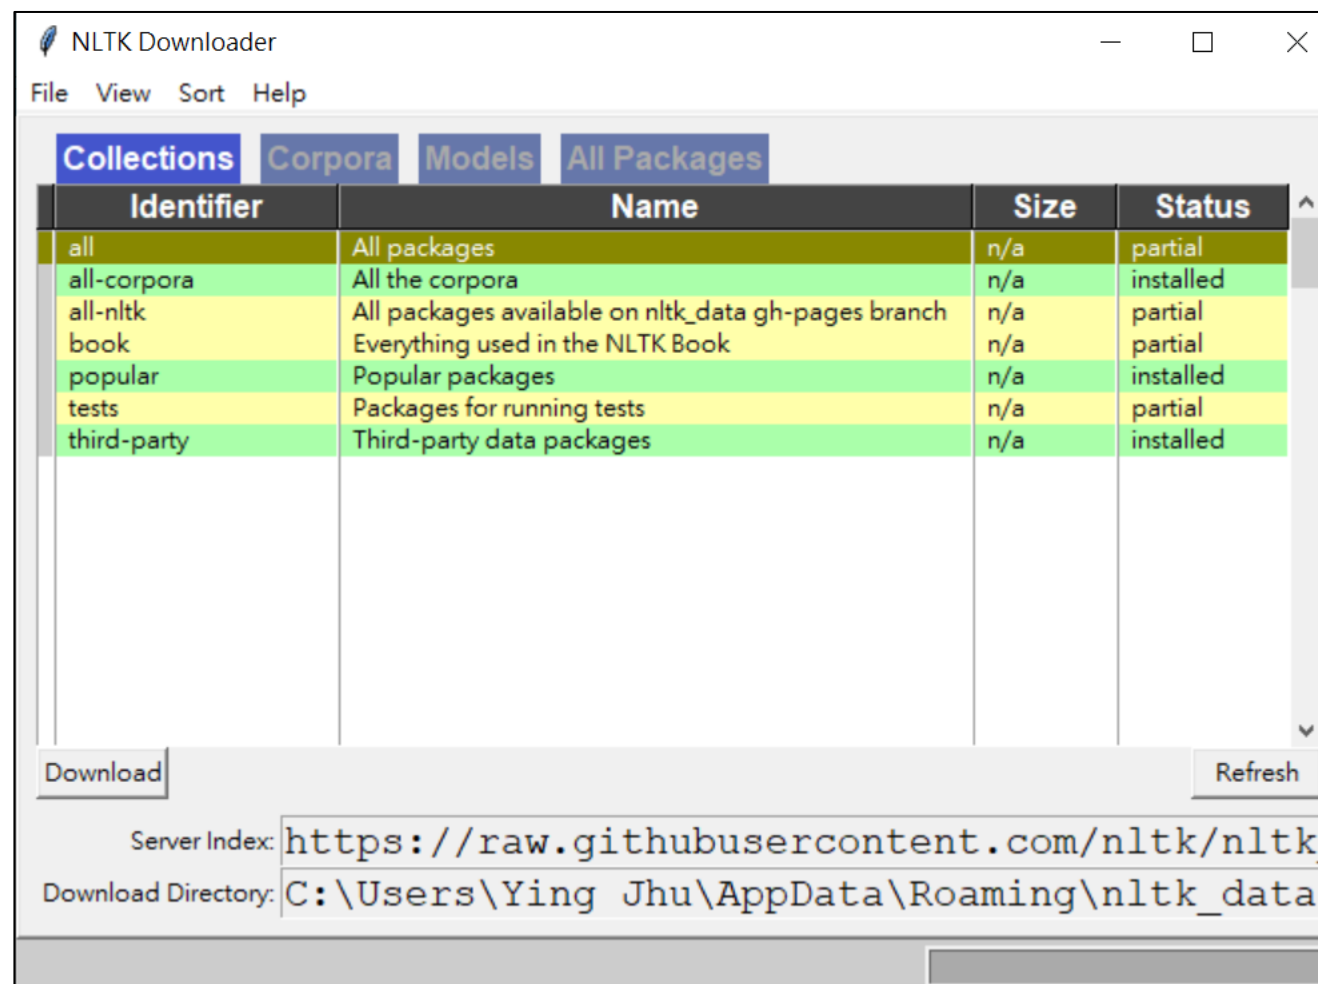 NLTK Downloader
File View Sort Help
Collections Corpora Models All Packages
Identifier Name Size Status
all All packages n/a partial
all-corpora All the corpora n/a installed
all-nltk All packages available on nltk_data gh-pages branch n/a partial
book Everything used in the NLTK Book n/a partial
popular Popular packages n/a installed
tests Packages for running tests n/a partial
third-party Third-party data packages n/a installed
Download Refresh
Server Index: https://raw.githubusercontent.com/nltk/nltk
Download Directory: C:\Users\Ying Jhu\AppData\Roaming\nltk_data